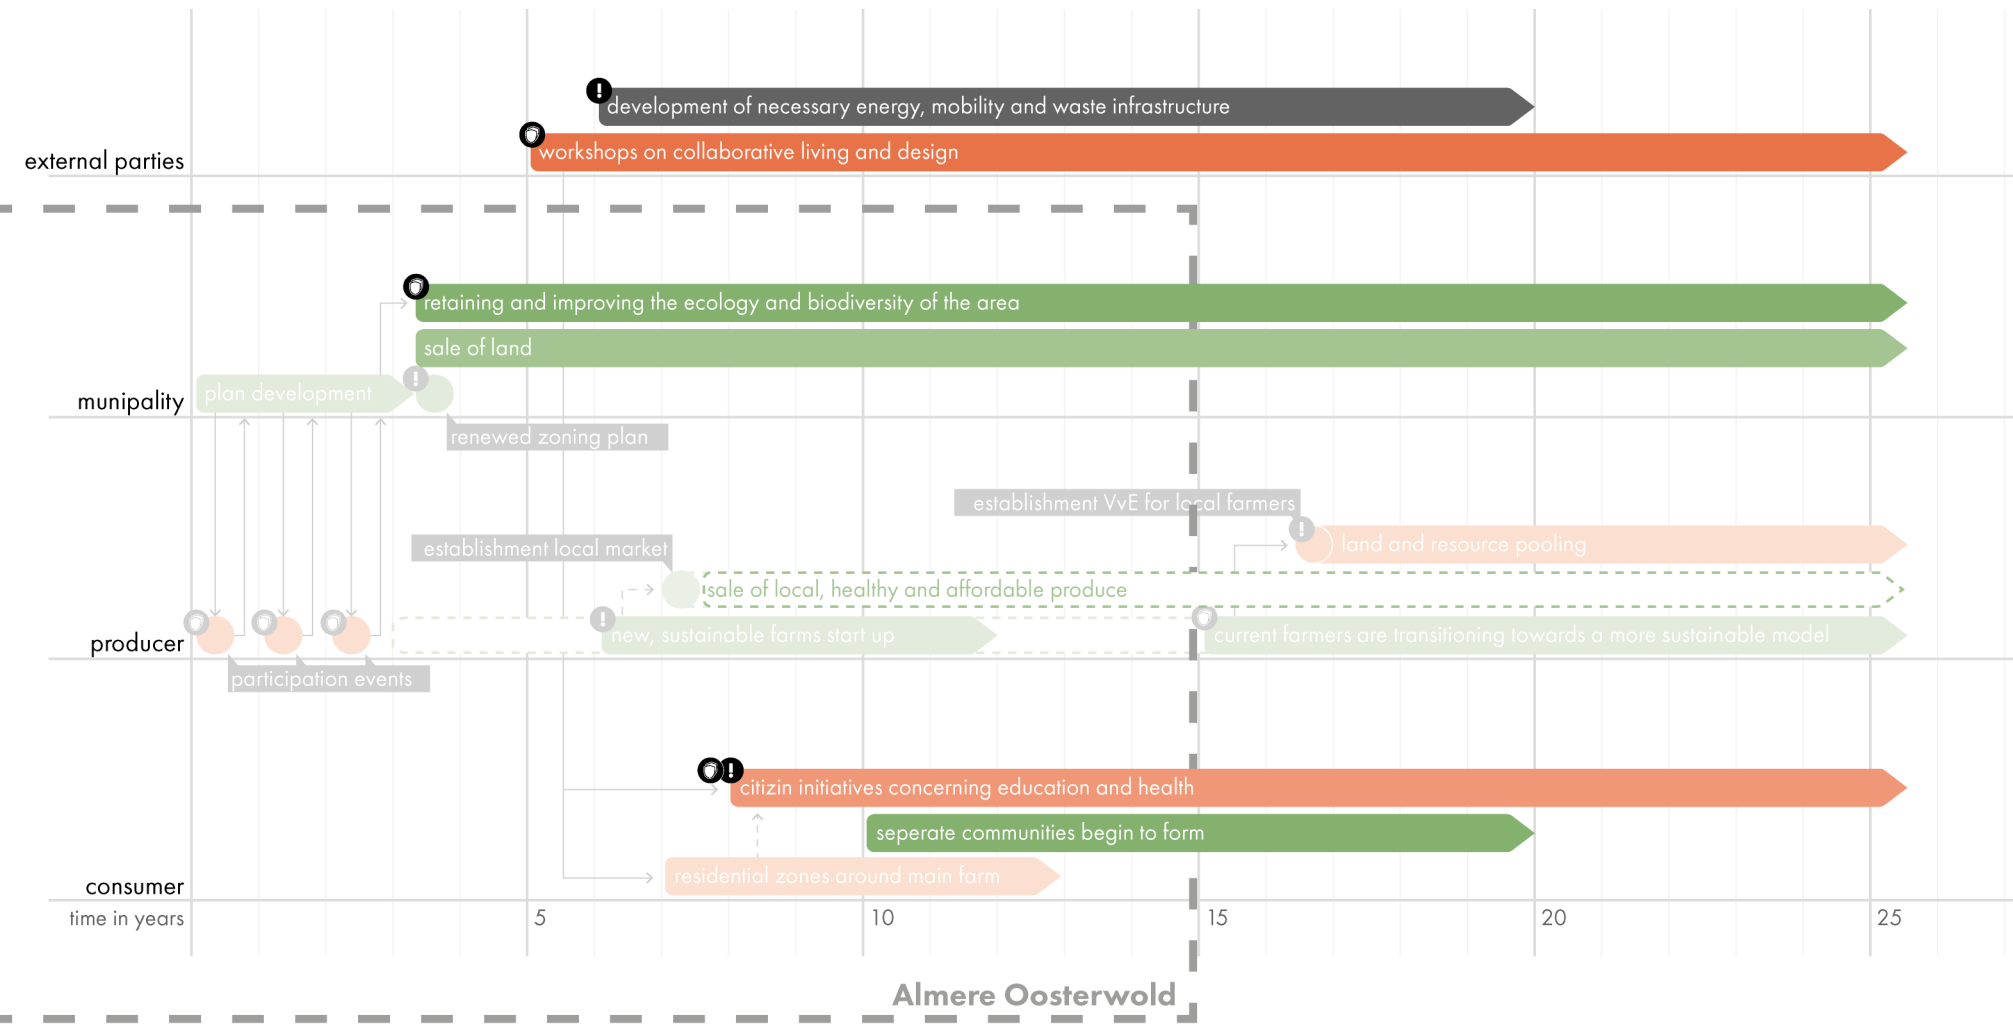 development of necessary energy, mobility and waste infrastructure
workshops on collaborative living and design
external parties
retaining and improving the ecology and biodiversity of the area
sale of land
plan development
munipality
renewed zoning plan
establishment VvE for local farmers
establishment local market
land and resource pooling
sale of local, healthy and affordable produce
new, sustainable farms start up
current farmers are transitioning towards a more sustainable model
producer
participation events
citizin initiatives concerning education and health
seperate communities begin to form
residential zones around main farm
consumer
time in years
5
10
15
20
25
Almere Oosterwold